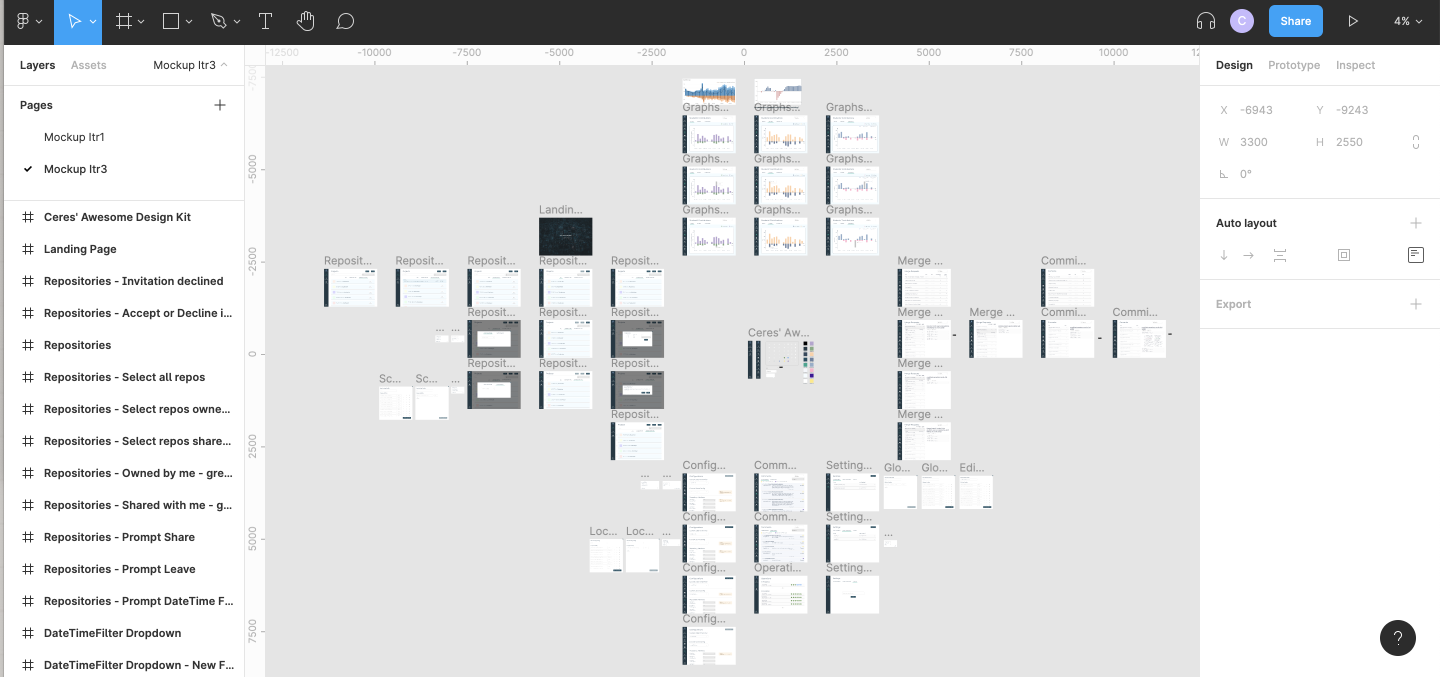 C
Share
4%
Layers
Assets
Mockup Itr3
Pages
Mockup Itr1
Mockup Itr3
Ceres' Awesome Design Kit
Landing Page
Repositories - Invitation declined
Repositories - Accept or Decline i...
Repositories
Repositories - Select all repos
Repositories - Select repos owne...
Repositories - Select repos share...
Repositories - Owned by me - gre...
Repositories - Shared with me - g...
Repositories - Prompt Share
Repositories - Prompt Leave
Repositories - Prompt DateTime F...
DateTimeFilter Dropdown
DateTimeFilter Dropdown - New F...
-12500 -10000 -7500 -5000 -2500 0 2500 5000 7500 10000
-5000
-2500
0
2500
5000
7500
Graphs... Graphs... Graphs...
Graphs... Graphs... Graphs...
Landin... Graphs... Graphs... Graphs...
Reposit... Reposit... Reposit... Reposit... Reposit... Merge ... Commi...
Reposit... Reposit... Reposit... Merge ... Merge ... Commi... Commi...
... ... Ceres' Aw...
Reposit... Reposit... Reposit... Merge ...
Sc... Sc... ...
Reposit... Merge ...
Config... Comm... Setting... Glo... Glo... Edi...
... ...
Config... Comm... Setting...
Loc... Loc... ... ...
Config... Operati... Setting...
Config...
Design
Prototype
Inspect
X -6943 Y -9243
W 3300 H 2550
0°
Auto layout
Export
?